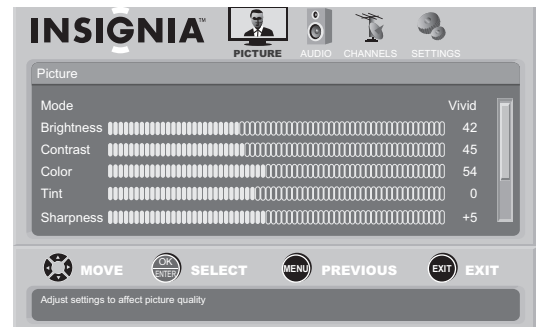 INSIGNIA™
PICTURE AUDIO CHANNELS SETTINGS
Picture
Mode Vivid
Brightness 42
Contrast 45
Color 54
Tint 0
Sharpness +5
MOVE OK ENTER SELECT MENU PREVIOUS EXIT EXIT
Adjust settings to affect picture quality